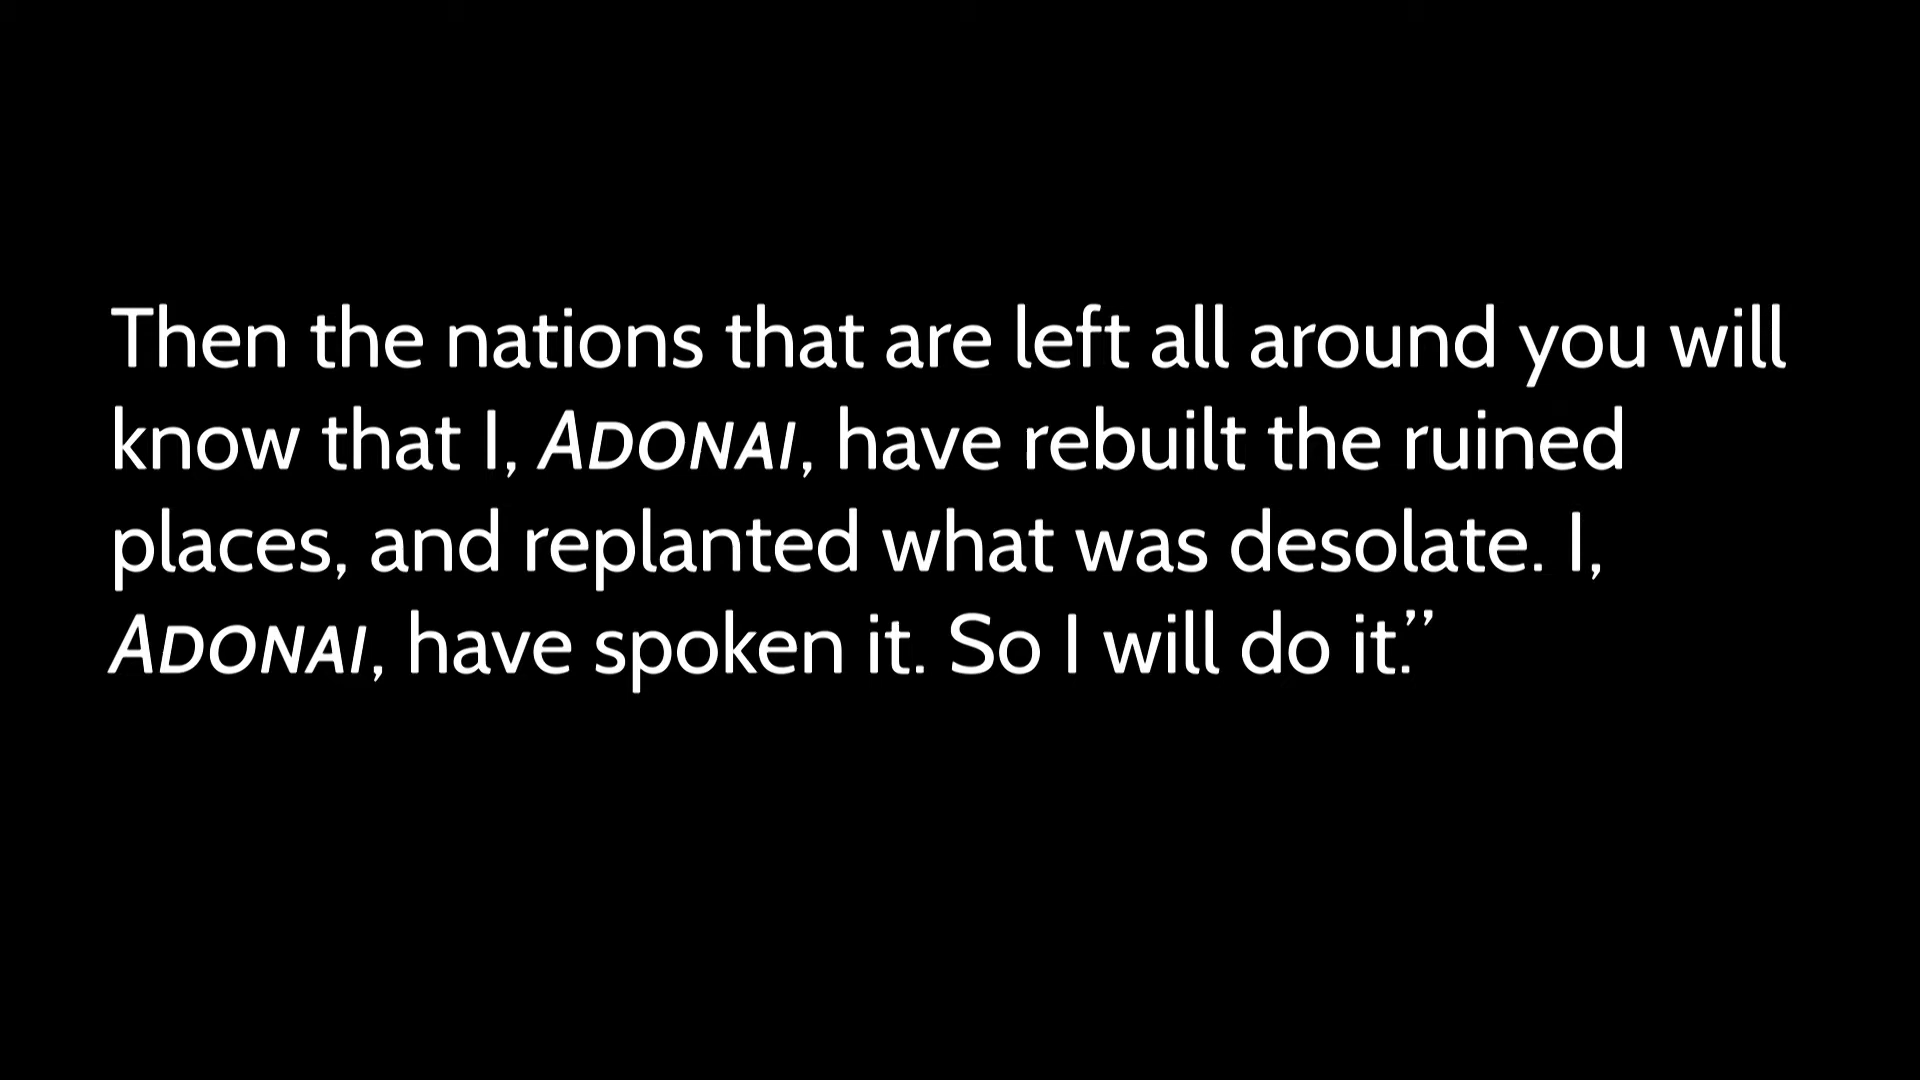 Then the nations that are left all around you will
know that I, ADONAI, have rebuilt the ruined
places, and replanted what was desolate. I,
ADONAI, have spoken it. So I will do it.”